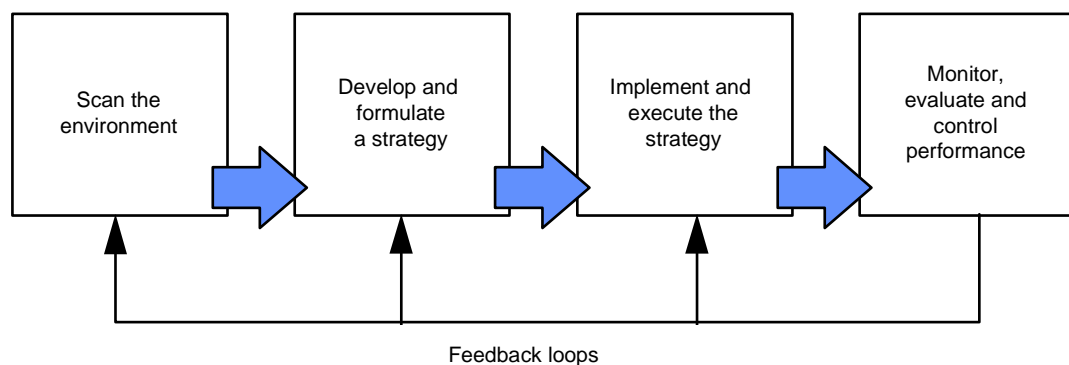 Scan the
environment
Develop and
formulate
a strategy
Implement and
execute the
strategy
Monitor,
evaluate and
control
performance
Feedback loops